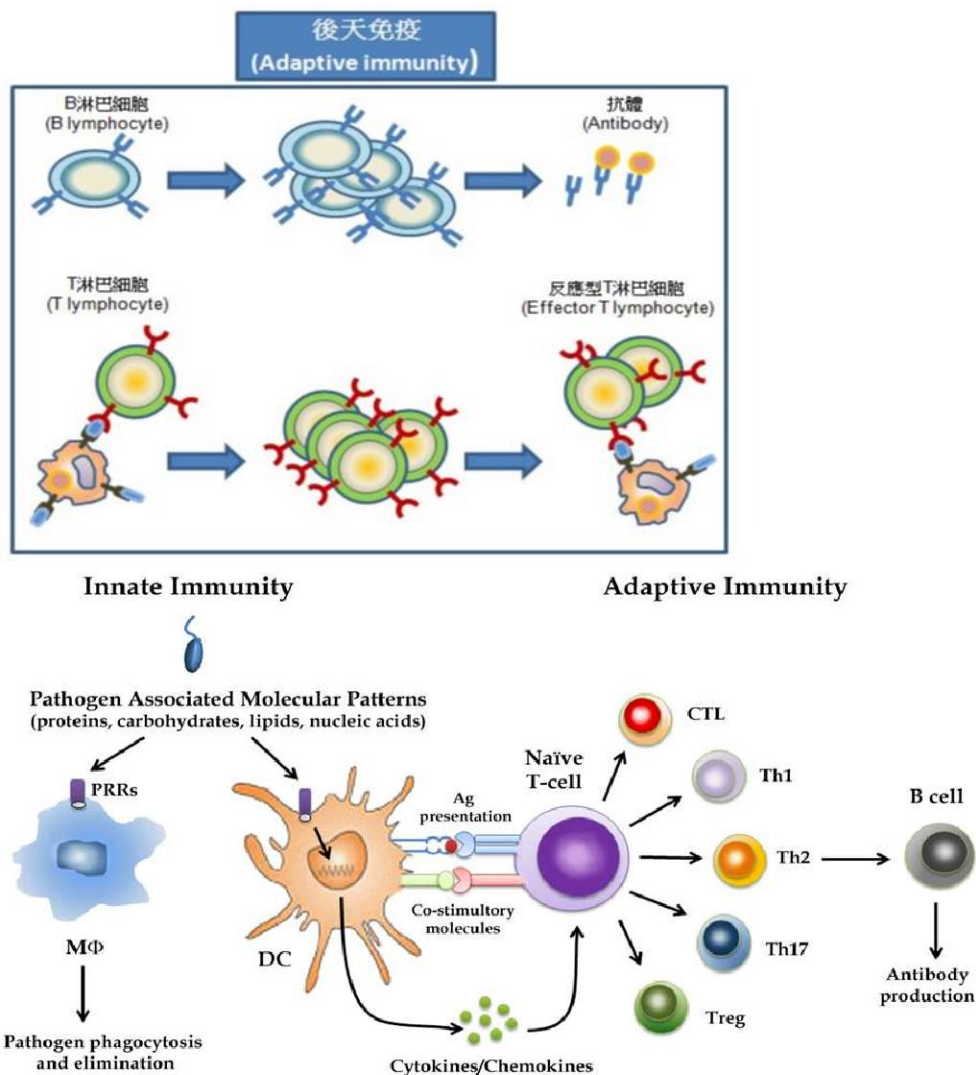 後天免疫
(Adaptive immunity)
B淋巴細胞
(B lymphocyte)
抗體
(Antibody)
T淋巴細胞
(T lymphocyte)
反應型T淋巴細胞
(Effector T lymphocyte)
Innate Immunity
Adaptive Immunity
Pathogen Associated Molecular Patterns
(proteins, carbohydrates, lipids, nucleic acids)
PRRs
MΦ
Pathogen phagocytosis
and elimination
DC
Ag
presentation
Co-stimultory
molecules
Cytokines/Chemokines
Naïve
T-cell
CTL
Th1
Th2
Th17
Treg
B cell
Antibody
production